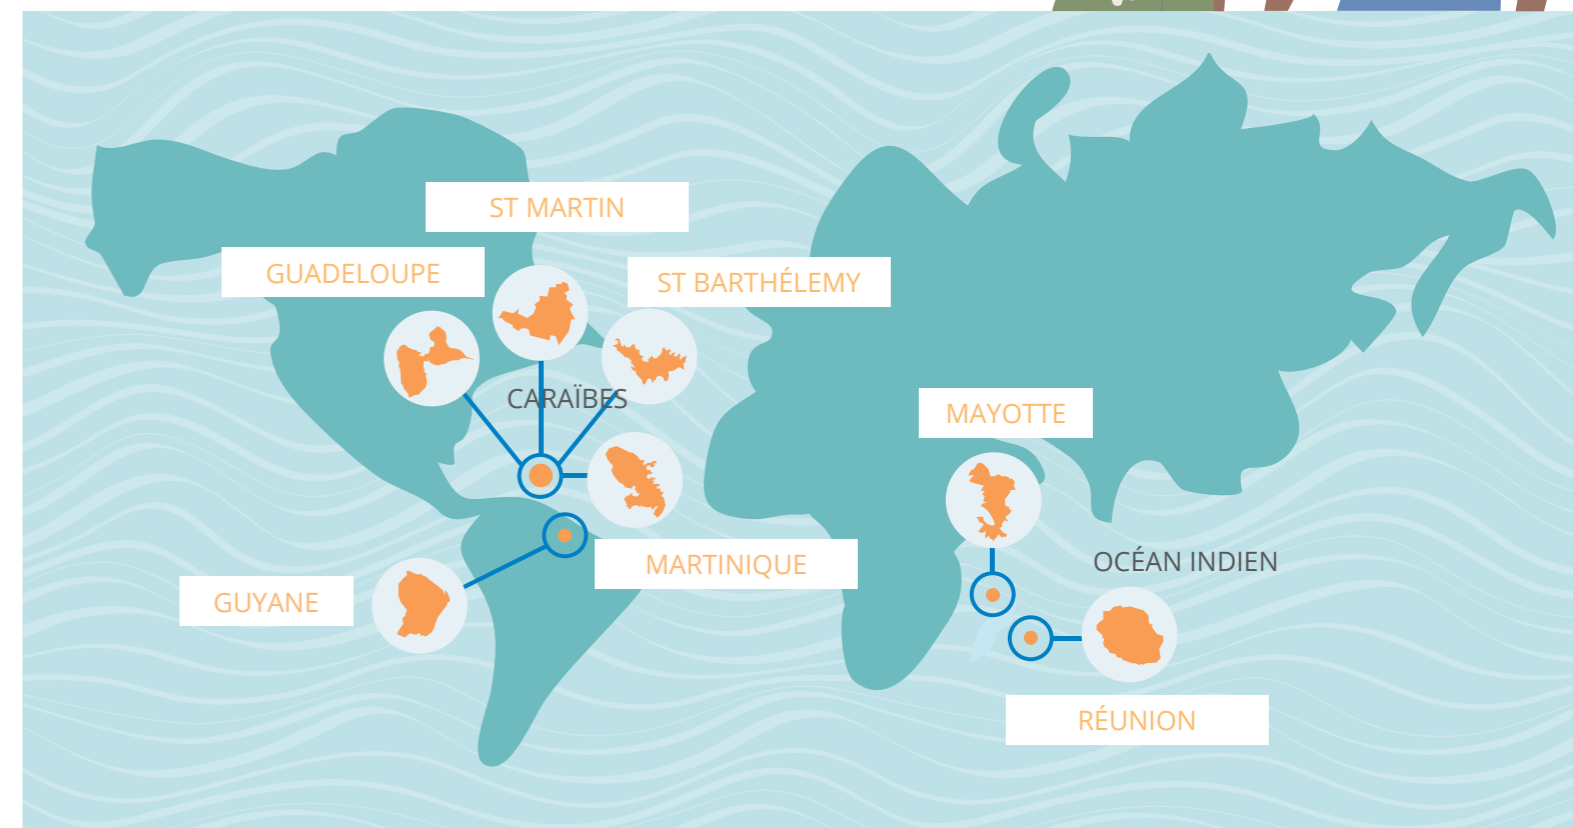 ST MARTIN
GUADELOUPE
ST BARTHÉLEMY
CARAÏBES
MAYOTTE
MARTINIQUE
OCÉAN INDIEN
GUYANE
RÉUNION